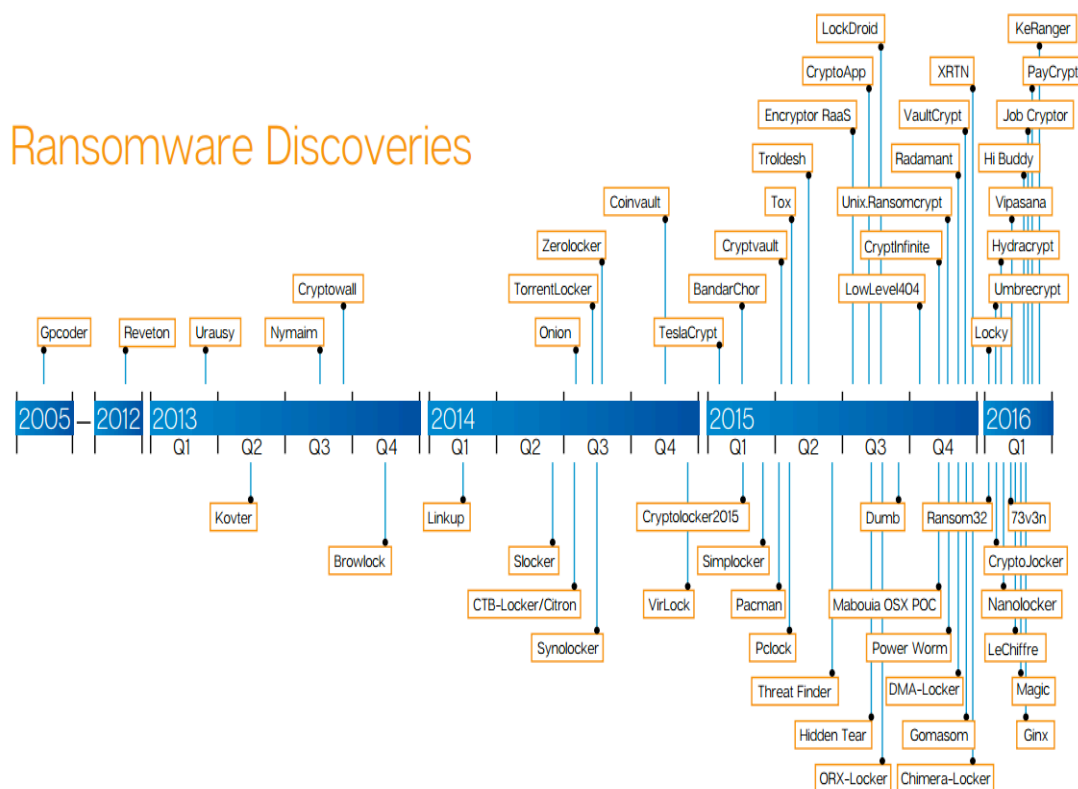 LockDroid
KeRanger
CryptoApp
XRTN
PayCrypt
Ransomware Discoveries
Encryptor RaaS
VaultCrypt
Job Cryptor
Troldesh
Radamant
Hi Buddy
Coinvault
Tox
Unix.Ransomcrypt
Vipasana
Zerolocker
Cryptvault
CryptInfinite
Hydracrypt
Cryptowall
TorrentLocker
BandarChor
LowLevel404
Umbrecrypt
Gpcoder
Reveton
Urausy
Nymaim
Onion
TeslaCrypt
Locky
2005
2012
2013
2014
2015
2016
Q1
Q2
Q3
Q4
Q1
Q2
Q3
Q4
Q1
Q2
Q3
Q4
Q1
Kovter
Linkup
Cryptolocker2015
Dumb
Ransom32
73v3n
Browlock
Slocker
Simplocker
CryptoJocker
CTB-Locker/Citron
VirLock
Pacman
Mabouia OSX POC
Nanolocker
Synolocker
Pclock
Power Worm
LeChiffre
Threat Finder
DMA-Locker
Magic
Hidden Tear
Gomasom
Ginx
ORX-Locker
Chimera-Locker